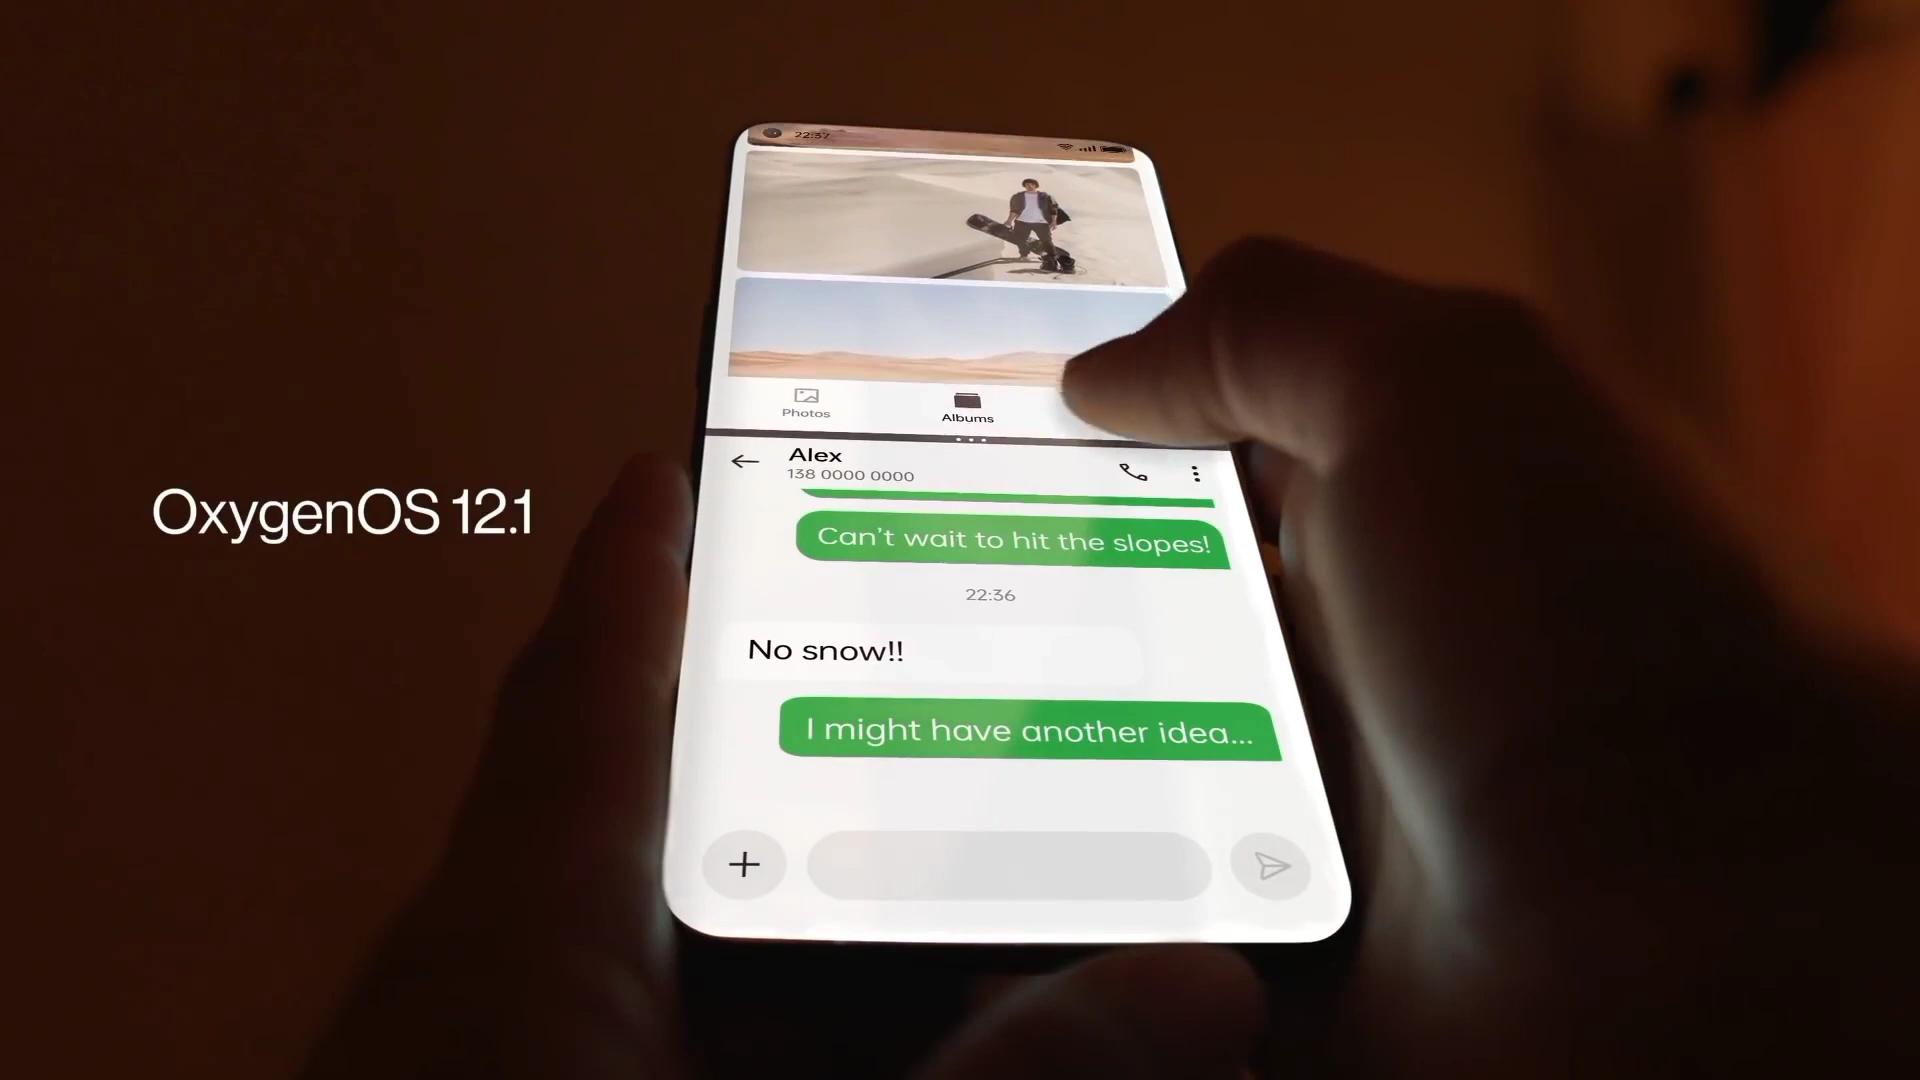 22:37
Photos
Albums
Alex
138 0000 0000
OxygenOS 12.1
Can't wait to hit the slopes!
22:36
No snow!!
I might have another idea...